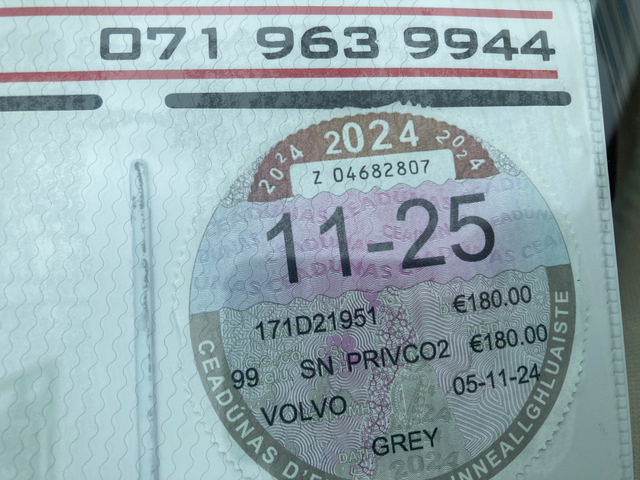 071 963 9944
2024 2024 2024
Z 04682807
11-25
171D21951 €180.00
99 SN PRIVCO2 €180.00
VOLVO 05-11-24
GREY
2024
CEADÚNAS
INNEALLGHLUAISTE